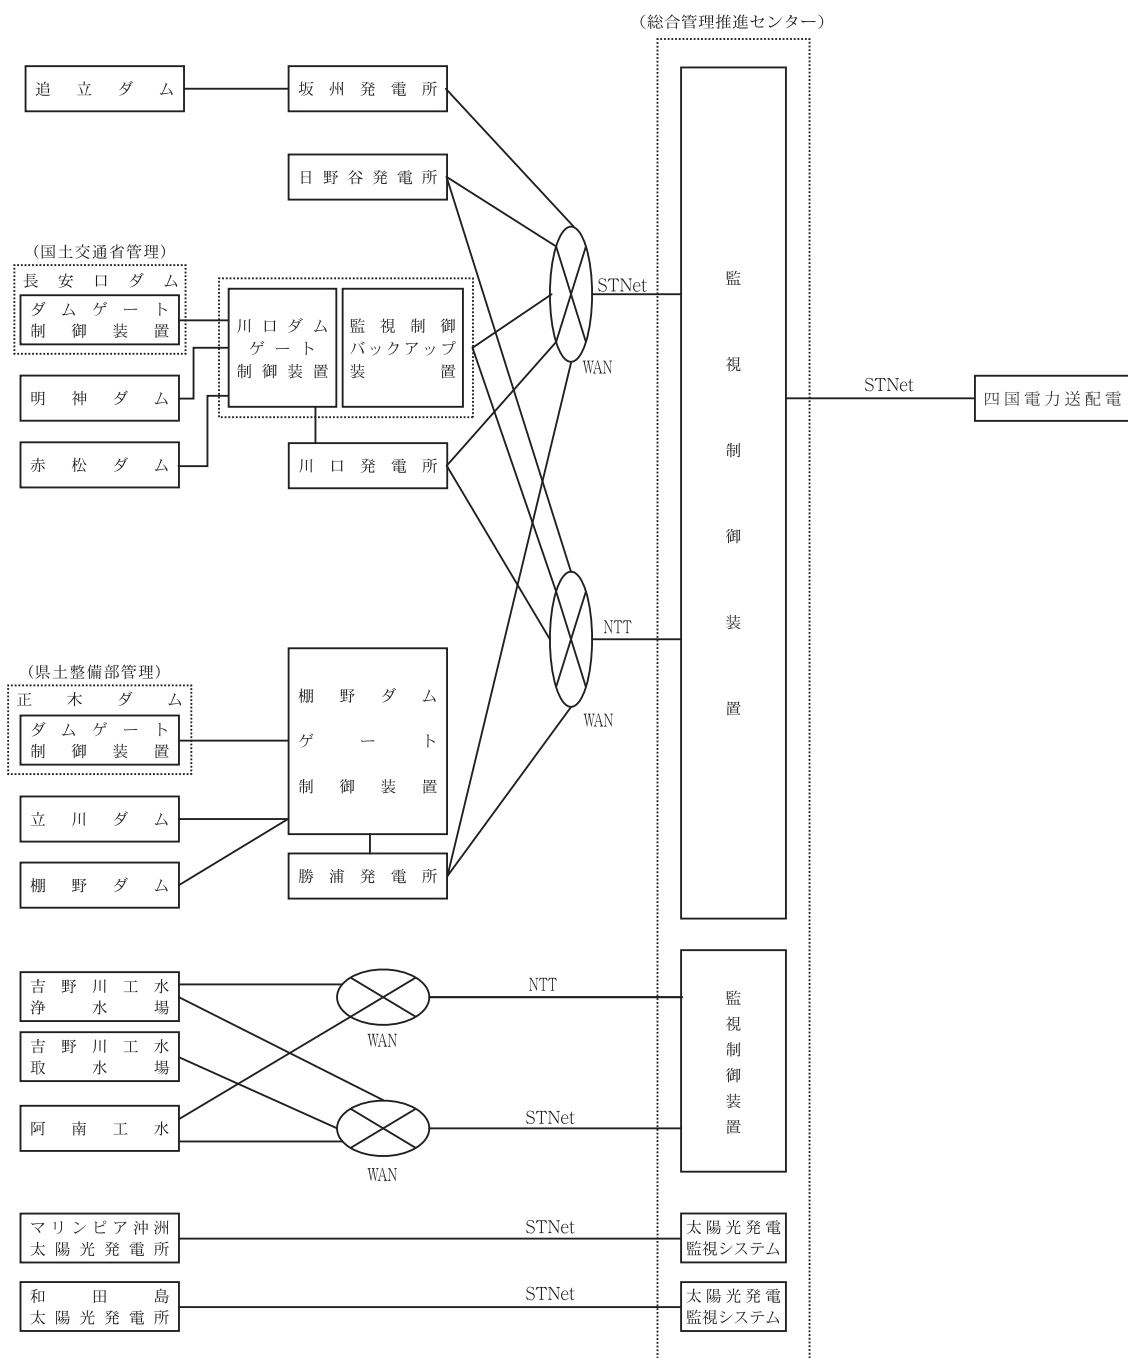 （総合管理推進センター）
追立ダム
坂州発電所
日野谷発電所
（国土交通省管理）
長安口ダム
ダムゲート
制御装置
川口ダム
ゲート
制御装置
監視制御
バックアップ
装置
明神ダム
赤松ダム
川口発電所
STNet
WAN
監視制御装置
STNet
四国電力送配電
NTT
WAN
（県土整備部管理）
正木ダム
ダムゲート
制御装置
棚野ダム
ゲート
制御装置
立川ダム
棚野ダム
勝浦発電所
吉野川工水
浄水場
吉野川工水
取水場
阿南工水
NTT
WAN
STNet
WAN
監視制御装置
マリンピア沖洲
太陽光発電所
STNet
太陽光発電
監視システム
和田島
太陽光発電所
STNet
太陽光発電
監視システム